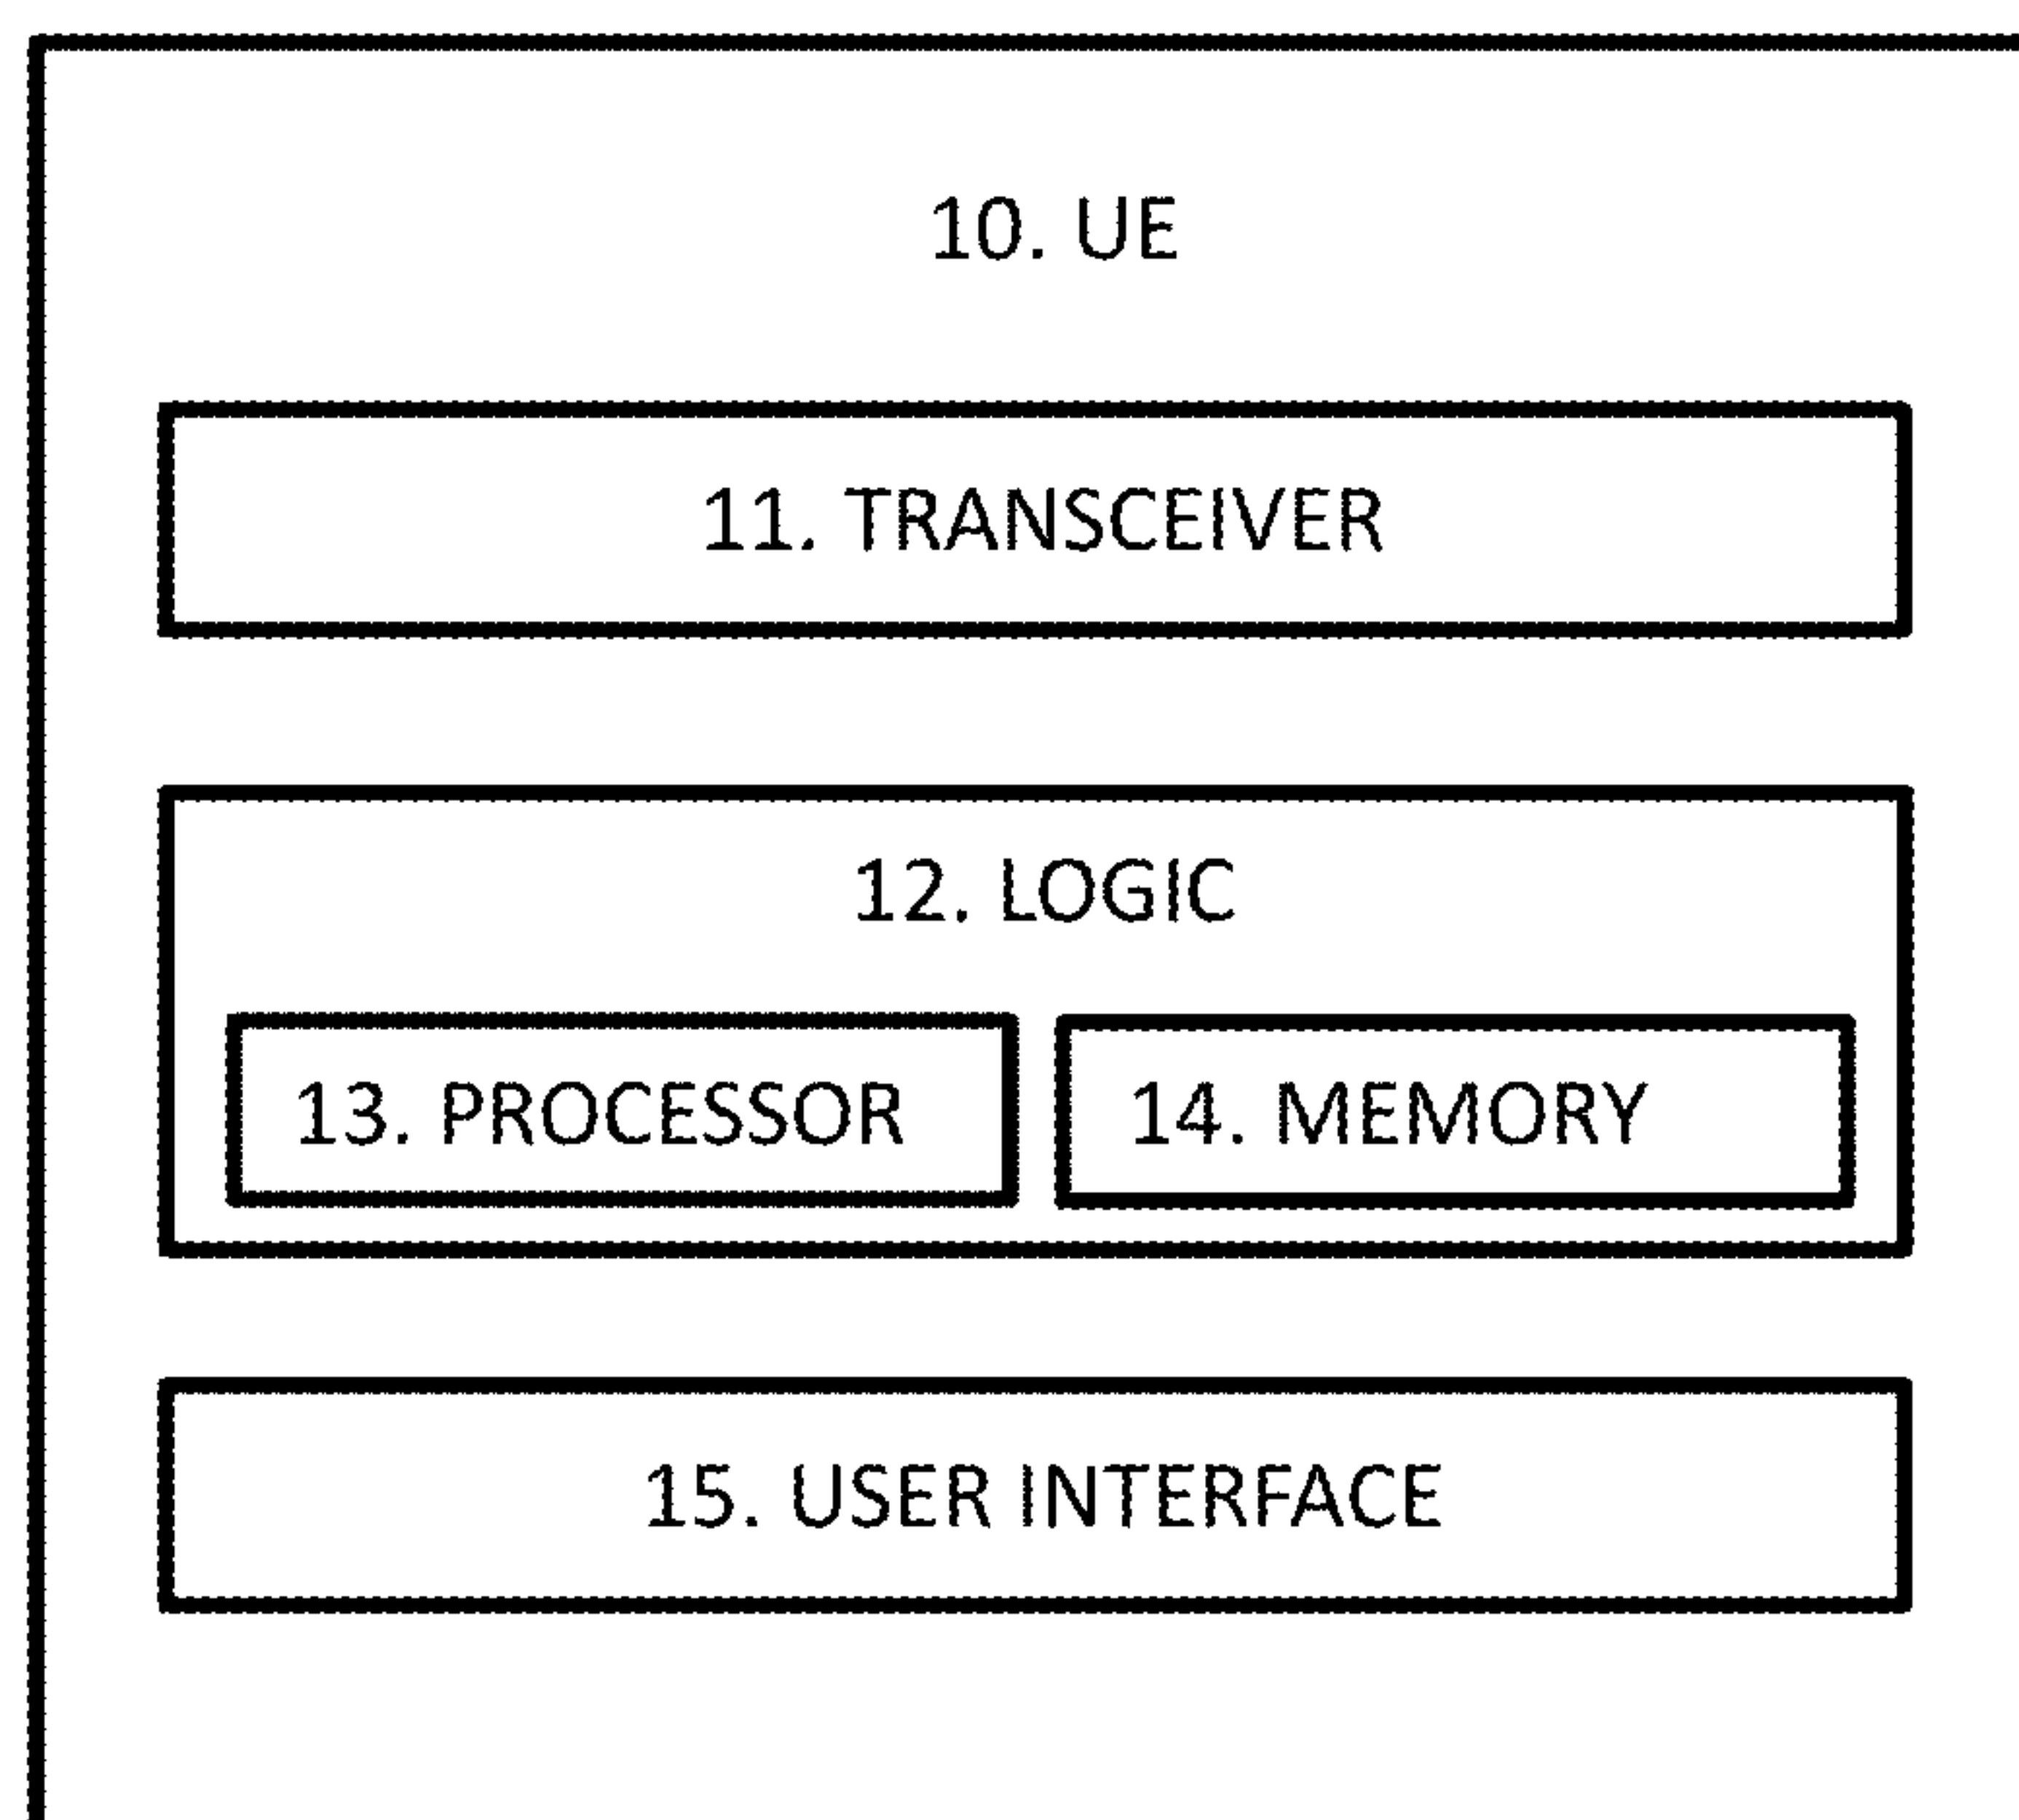 10. UE
11. TRANSCEIVER
12. LOGIC
13. PROCESSOR
14. MEMORY
15. USER INTERFACE